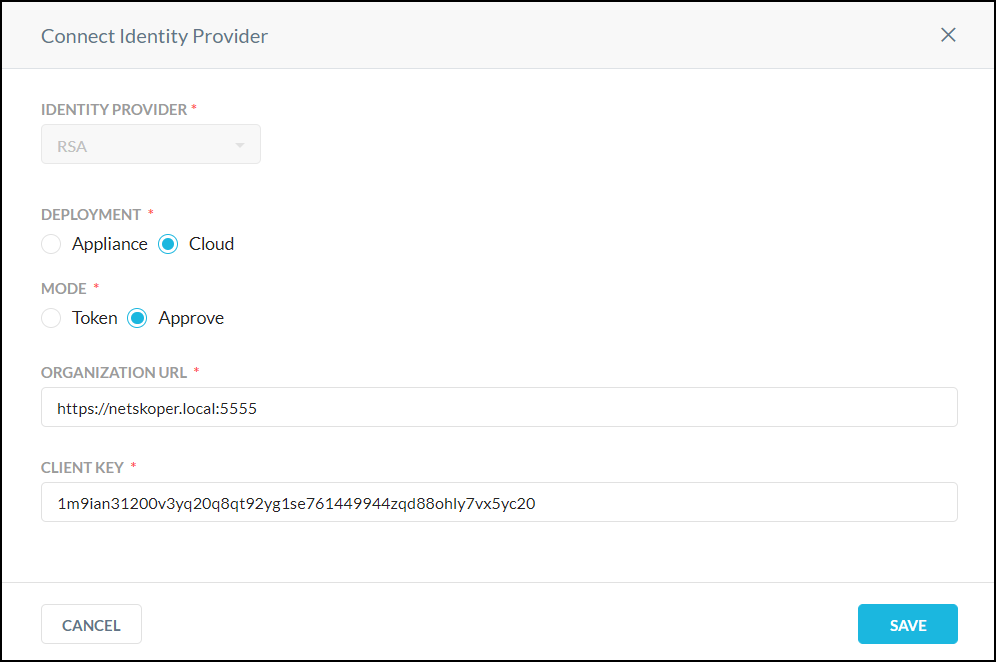 Connect Identity Provider
IDENTITY PROVIDER *
RSA
DEPLOYMENT *
Appliance Cloud
MODE *
Token Approve
ORGANIZATION URL *
https://netskoper.local:5555
CLIENT KEY *
1m9ian31200v3yq20q8qt92yg1se761449944zqd88ohly7vx5yc20
CANCEL SAVE